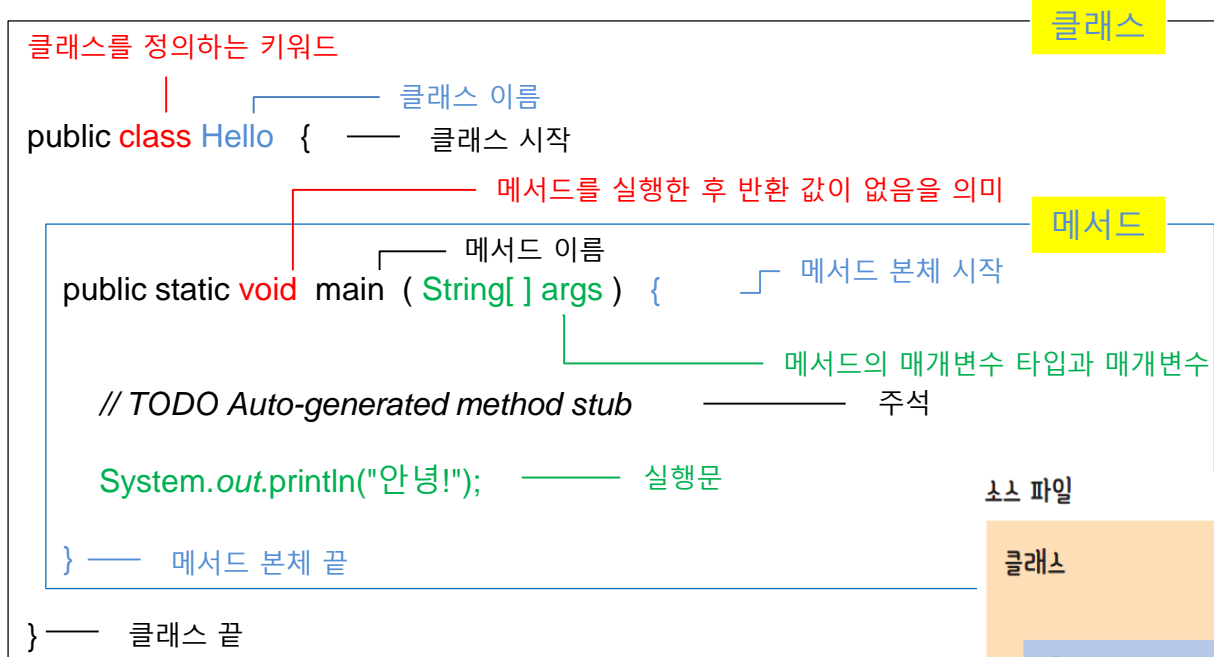 클래스
클래스를 정의하는 키워드
클래스 이름
public class Hello { 클래스 시작
메서드를 실행한 후 반환 값이 없음을 의미
메서드
메서드 이름
메서드 본체 시작
public static void main ( String[ ] args ) {
메서드의 매개변수 타입과 매개변수
// TODO Auto-generated method stub 주석
System.out.println("안녕!"); 실행문
소스 파일
클래스
} 메서드 본체 끝
} 클래스 끝